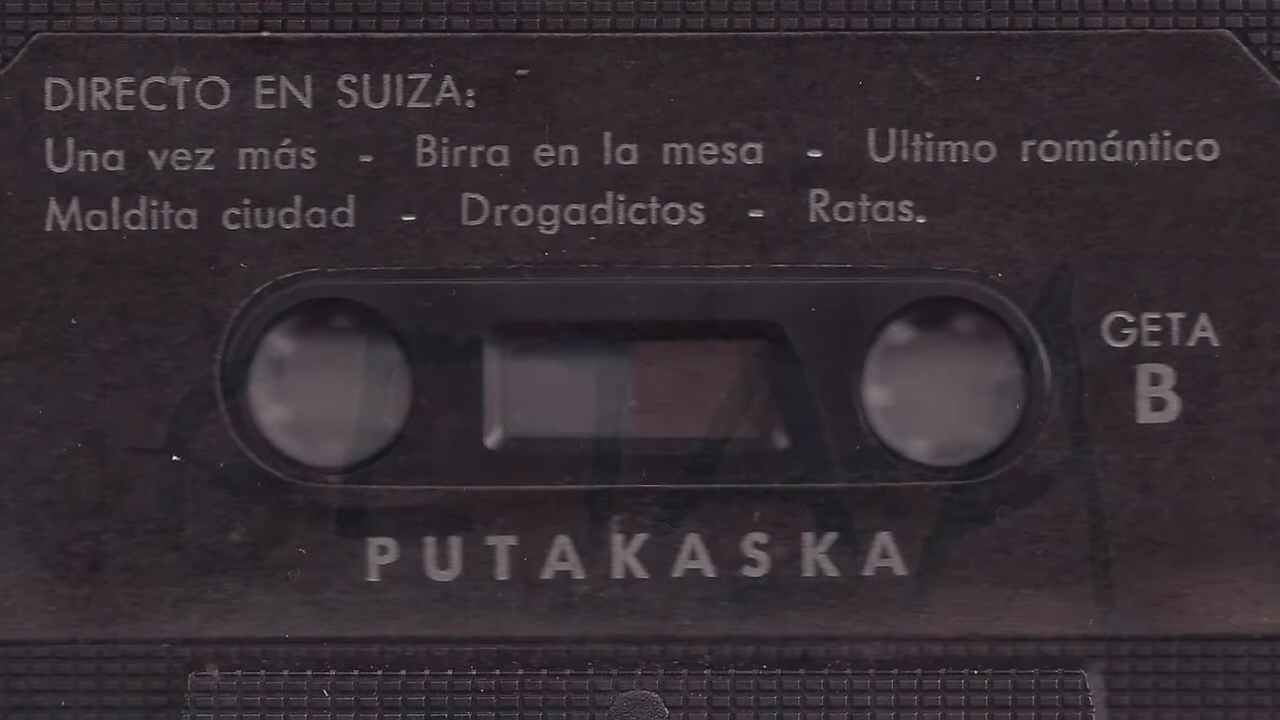 DIRECTO EN SUIZA:
Una vez más - Birra en la mesa - Ultimo romántico
Maldita ciudad - Drogadictos - Ratas.
GETA
B
PUTAKASKA